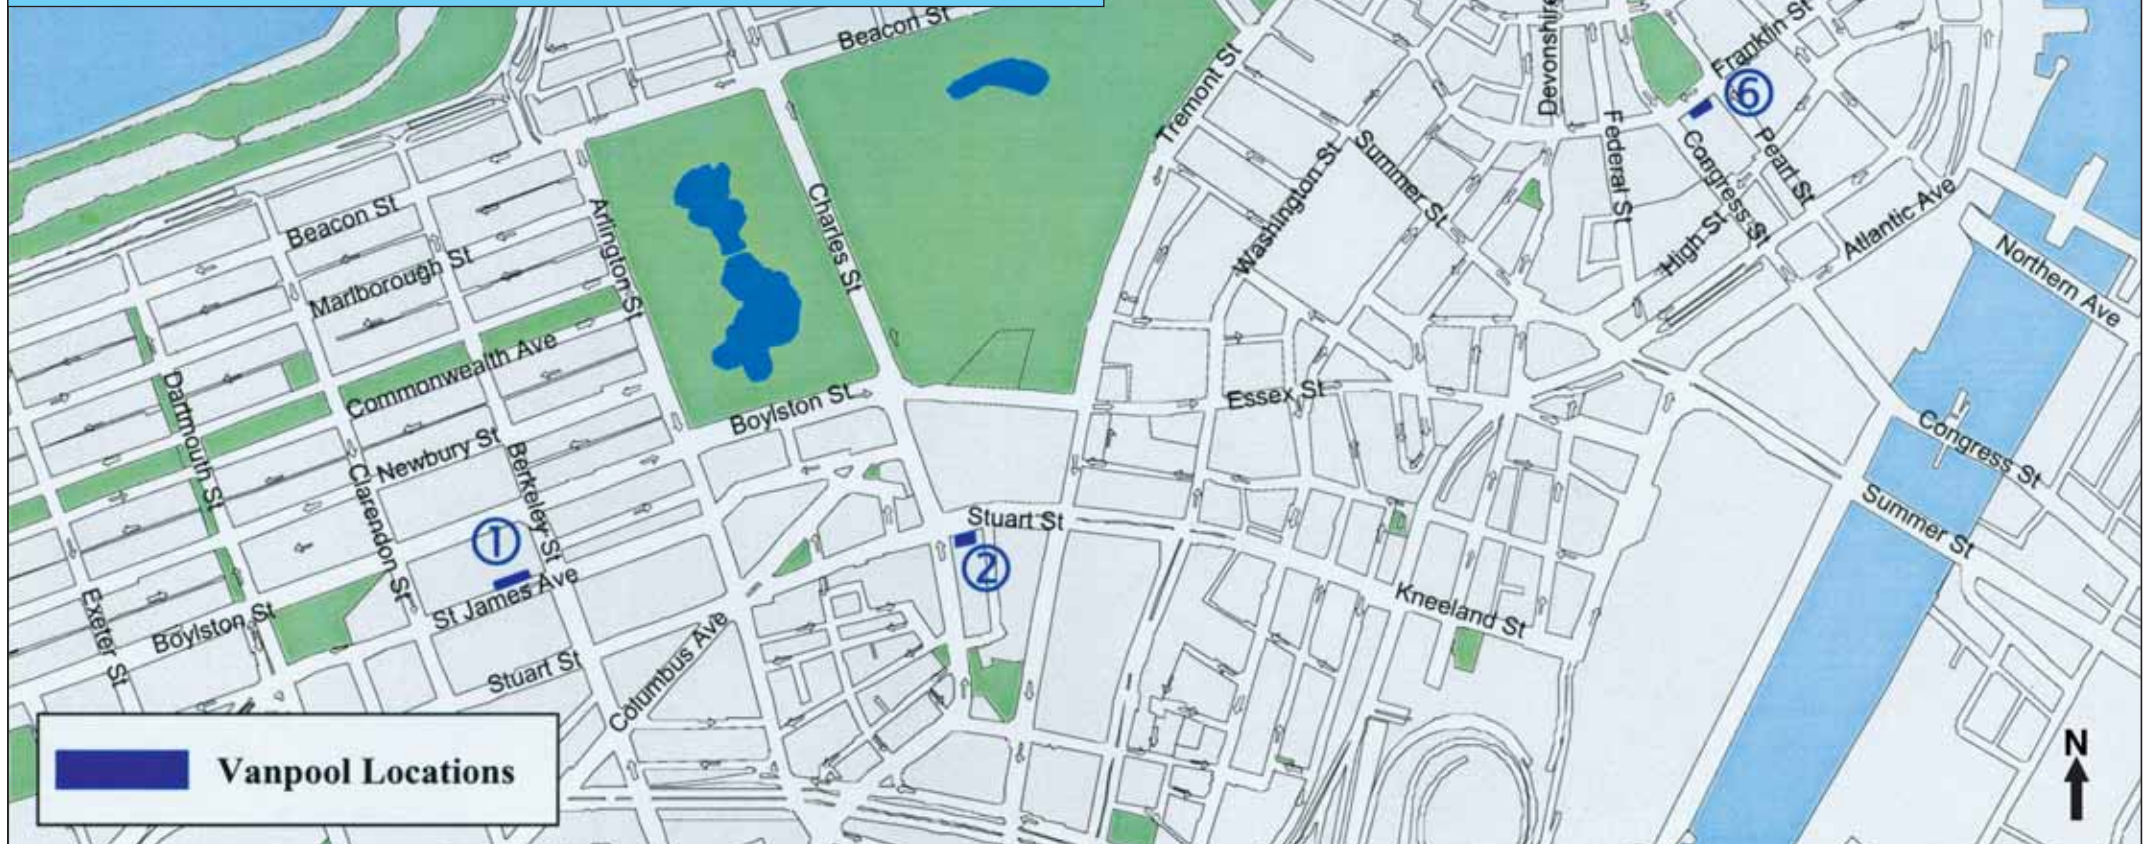 Beacon St
Franklin St
Devonshire
Tremont St
⑥
Federal St
Congress St
Pearl St
Summer St
Washington St
Charles St
Arlington St
Beacon St
Marlborough St
High St
Atlantic Ave
Northern Ave
Commonwealth Ave
Boylston St
Essex St
Dartmouth St
Newbury St
Berkeley St
Clarendon St
Congress St
Summer St
①
Stuart St
②
St James Ave
Kneeland St
Exeter St
Boylston St
Stuart St
Columbus Ave
Vanpool Locations
N